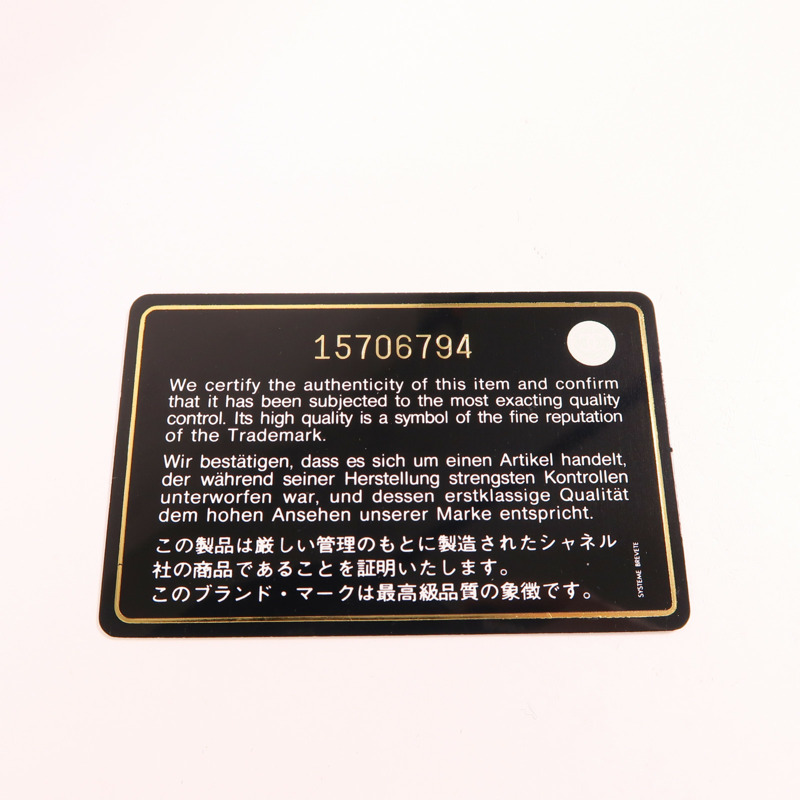 15706794
We certify the authenticity of this item and confirm
that it has been subjected to the most exacting quality
control. Its high quality is a symbol of the fine reputation
of the Trademark.
Wir bestätigen, dass es sich um einen Artikel handelt,
der während seiner Herstellung strengsten Kontrollen
unterworfen war, und dessen erstklassige Qualität
dem hohen Ansehen unserer Marke entspricht.
この製品は厳しい管理のもとに製造されたシャネル
社の商品であることを証明いたします。
このブランド・マークは最高級品質の象徴です。
SYSTEME BREVETE